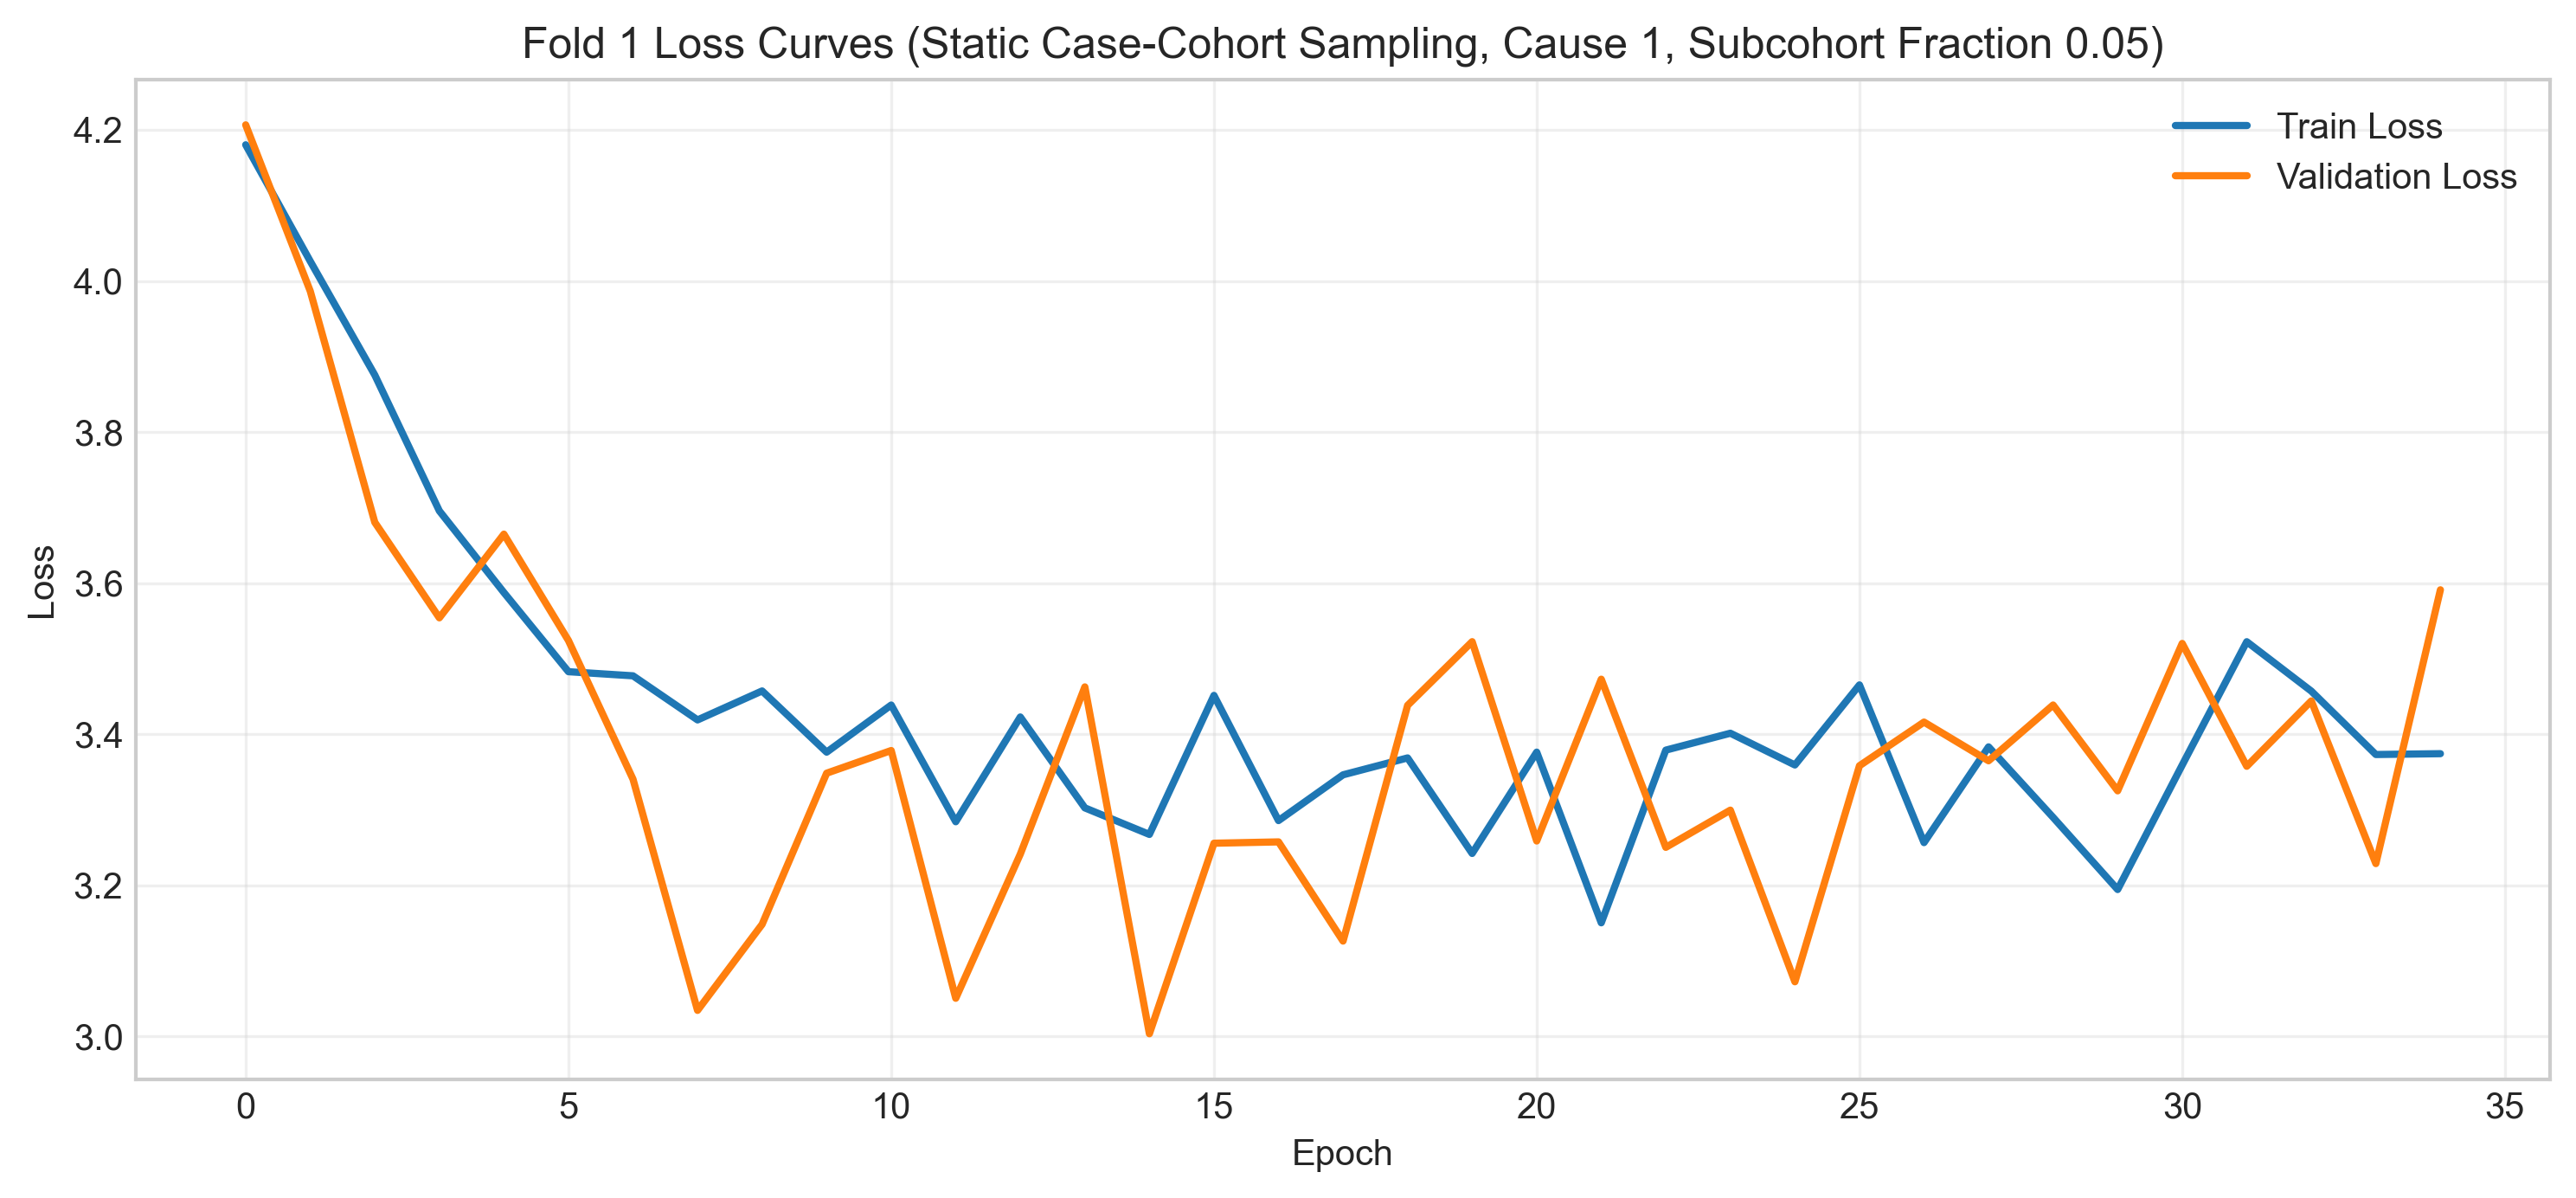 Fold 1 Loss Curves (Static Case-Cohort Sampling, Cause 1, Subcohort Fraction 0.05)
Train Loss
Validation Loss
4.2
4.0
3.8
3.6
3.4
3.2
3.0
Loss
0 5 10 15 20 25 30 35
Epoch